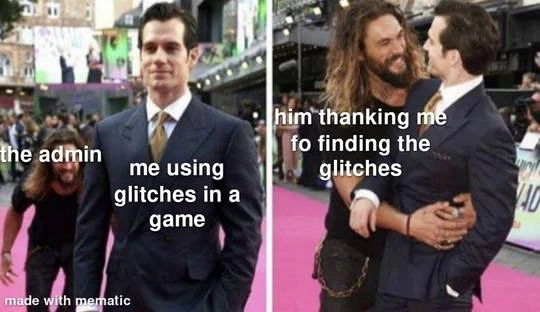 the admin
me using
glitches in a
game
him thanking me
fo finding the
glitches
made with mematic